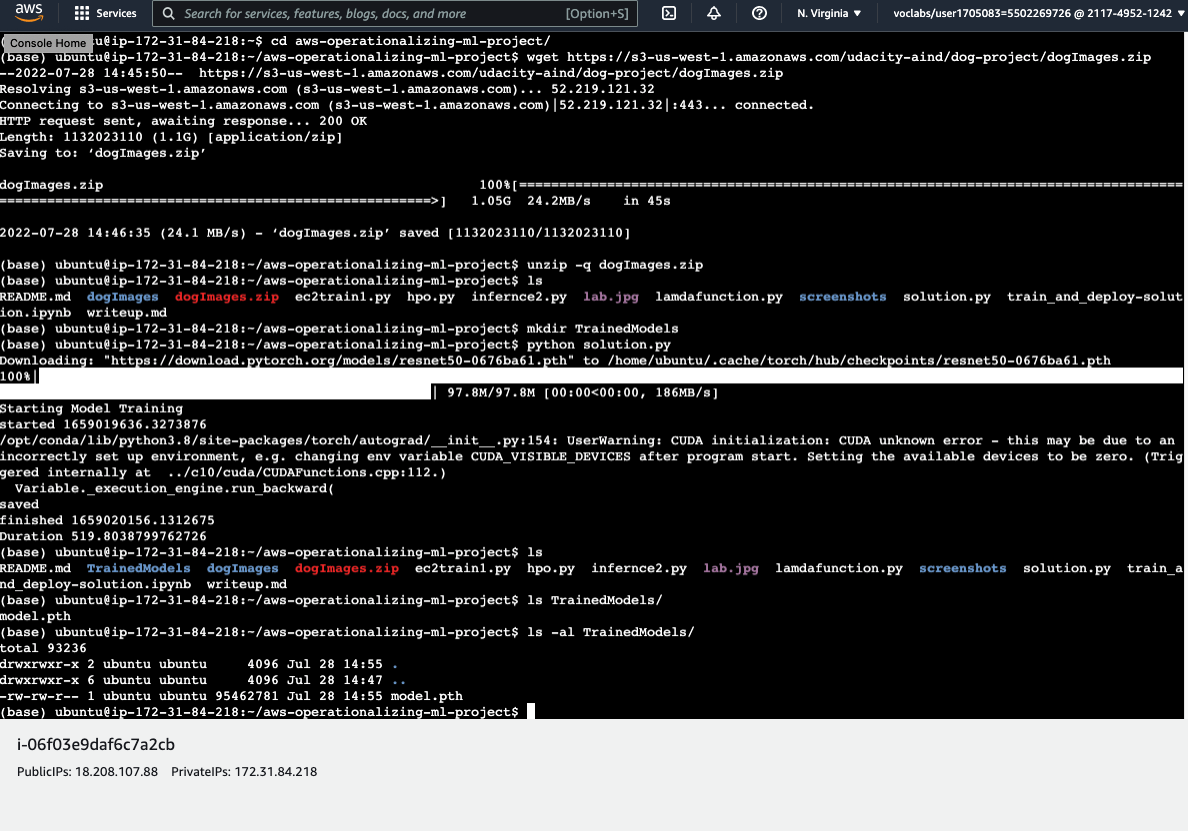 aws
Services
Search for services, features, blogs, docs, and more
[Option+S]
N. Virginia ▼
voclabs/user1705083=5502269726 @ 2117-4952-1242 ▼
Console Home
u@ip-172-31-84-218:~$ cd aws-operationalizing-ml-project/
(base) ubuntu@ip-172-31-84-218:~/aws-operationalizing-ml-project$ wget https://s3-us-west-1.amazonaws.com/udacity-aind/dog-project/dogImages.zip
--2022-07-28 14:45:50--  https://s3-us-west-1.amazonaws.com/udacity-aind/dog-project/dogImages.zip
Resolving s3-us-west-1.amazonaws.com (s3-us-west-1.amazonaws.com)... 52.219.121.32
Connecting to s3-us-west-1.amazonaws.com (s3-us-west-1.amazonaws.com)|52.219.121.32|:443... connected.
HTTP request sent, awaiting response... 200 OK
Length: 1132023110 (1.1G) [application/zip]
Saving to: ‘dogImages.zip’
dogImages.zip 100%[===================================================================================
======================================================>] 1.05G  24.2MB/s    in 45s
2022-07-28 14:46:35 (24.1 MB/s) - ‘dogImages.zip’ saved [1132023110/1132023110]
(base) ubuntu@ip-172-31-84-218:~/aws-operationalizing-ml-project$ unzip -q dogImages.zip
(base) ubuntu@ip-172-31-84-218:~/aws-operationalizing-ml-project$ ls
README.md  dogImages  dogImages.zip  ec2train1.py  hpo.py  infernce2.py  lab.jpg  lamdafunction.py  screenshots  solution.py  train_and_deploy-solut
ion.ipynb  writeup.md
(base) ubuntu@ip-172-31-84-218:~/aws-operationalizing-ml-project$ mkdir TrainedModels
(base) ubuntu@ip-172-31-84-218:~/aws-operationalizing-ml-project$ python solution.py
Downloading: "https://download.pytorch.org/models/resnet50-0676ba61.pth" to /home/ubuntu/.cache/torch/hub/checkpoints/resnet50-0676ba61.pth
100%|
| 97.8M/97.8M [00:00<00:00, 186MB/s]
Starting Model Training
started 1659019636.3273876
/opt/conda/lib/python3.8/site-packages/torch/autograd/__init__.py:154: UserWarning: CUDA initialization: CUDA unknown error - this may be due to an
incorrectly set up environment, e.g. changing env variable CUDA_VISIBLE_DEVICES after program start. Setting the available devices to be zero. (Trig
gered internally at  ../c10/cuda/CUDAFunctions.cpp:112.)
  Variable._execution_engine.run_backward(
saved
finished 1659020156.1312675
Duration 519.8038799762726
(base) ubuntu@ip-172-31-84-218:~/aws-operationalizing-ml-project$ ls
README.md  TrainedModels  dogImages  dogImages.zip  ec2train1.py  hpo.py  infernce2.py  lab.jpg  lamdafunction.py  screenshots  solution.py  train_a
nd_deploy-solution.ipynb  writeup.md
(base) ubuntu@ip-172-31-84-218:~/aws-operationalizing-ml-project$ ls TrainedModels/
model.pth
(base) ubuntu@ip-172-31-84-218:~/aws-operationalizing-ml-project$ ls -al TrainedModels/
total 93236
drwxrwxr-x 2 ubuntu ubuntu     4096 Jul 28 14:55 .
drwxrwxr-x 6 ubuntu ubuntu     4096 Jul 28 14:47 ..
-rw-rw-r-- 1 ubuntu ubuntu 95462781 Jul 28 14:55 model.pth
(base) ubuntu@ip-172-31-84-218:~/aws-operationalizing-ml-project$
i-06f03e9daf6c7a2cb
PublicIPs: 18.208.107.88    PrivateIPs: 172.31.84.218